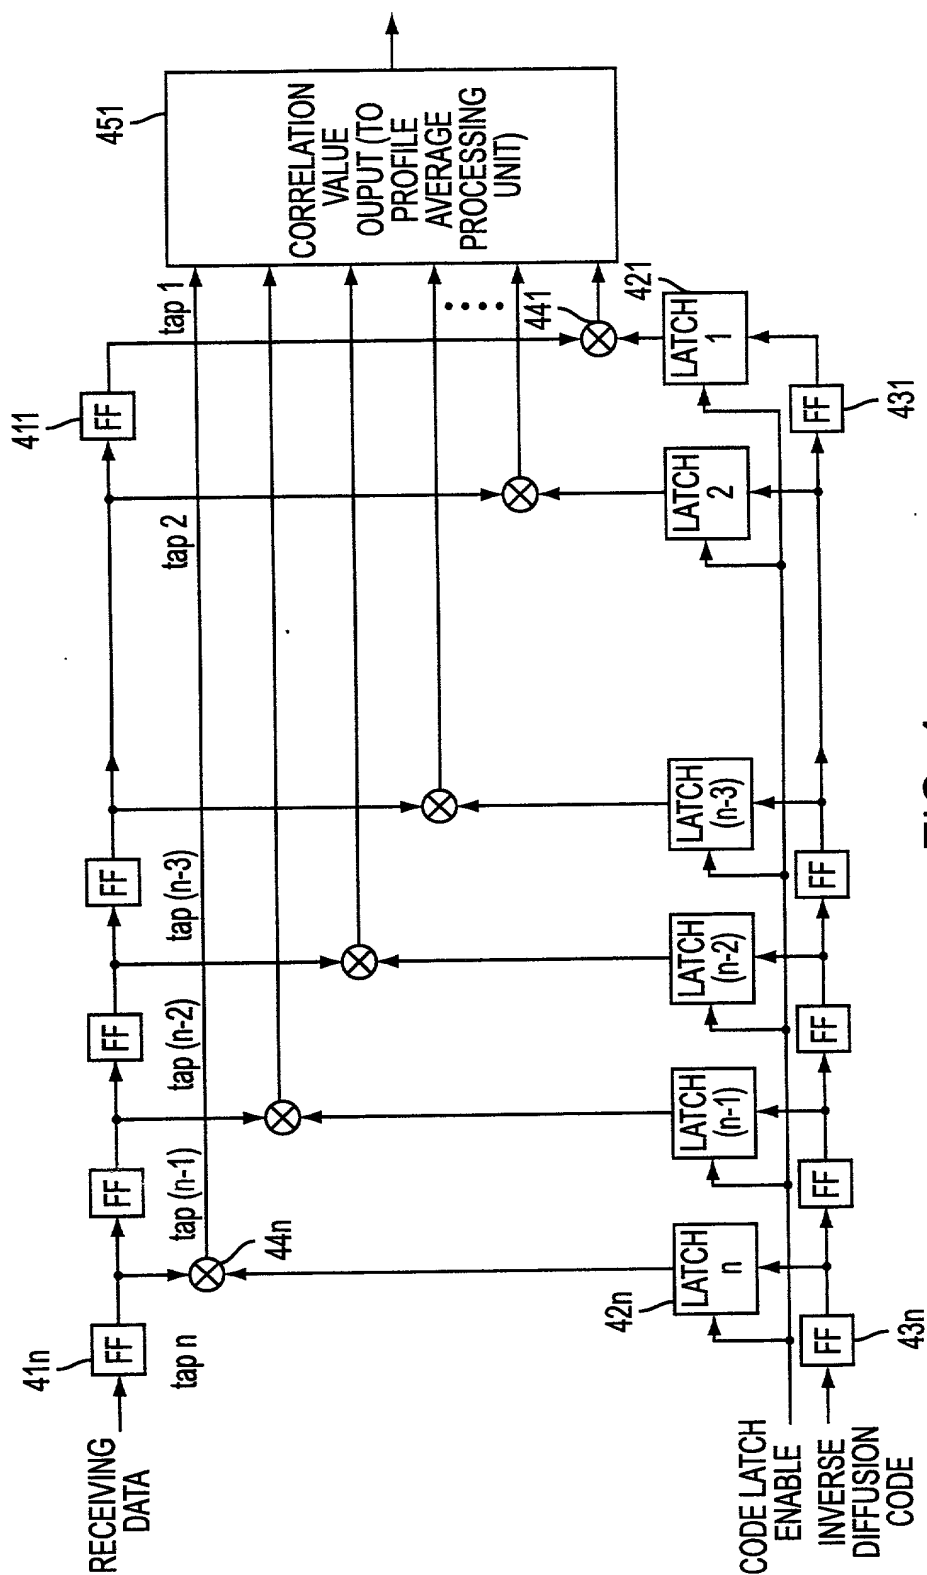 RECEIVING
DATA
41n
FF
FF
FF
FF
411
FF
tap n
tap (n-1)
tap (n-2)
tap (n-3)
tap 2
tap 1
44n
441
451
CORRELATION
VALUE
OUPUT (TO
PROFILE
AVERAGE
PROCESSING
UNIT)
42n
LATCH
n
LATCH
(n-1)
LATCH
(n-2)
LATCH
(n-3)
LATCH
2
LATCH
1
421
CODE LATCH
ENABLE
INVERSE
DIFFUSION
CODE
FF
43n
FF
FF
FF
FF
431